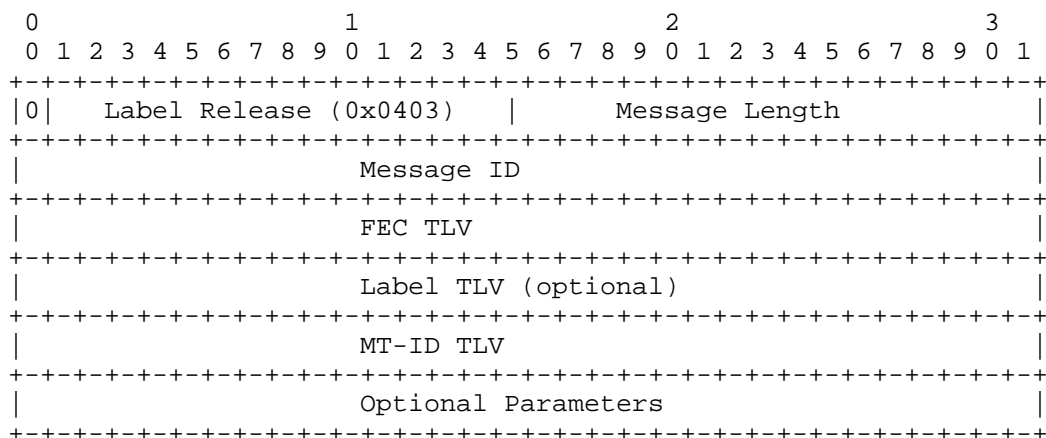 0                   1                   2                   3
 0 1 2 3 4 5 6 7 8 9 0 1 2 3 4 5 6 7 8 9 0 1 2 3 4 5 6 7 8 9 0 1
+-+-+-+-+-+-+-+-+-+-+-+-+-+-+-+-+-+-+-+-+-+-+-+-+-+-+-+-+-+-+-+-+
|0|   Label Release (0x0403)   |      Message Length            |
+-+-+-+-+-+-+-+-+-+-+-+-+-+-+-+-+-+-+-+-+-+-+-+-+-+-+-+-+-+-+-+-+
|                     Message ID                                |
+-+-+-+-+-+-+-+-+-+-+-+-+-+-+-+-+-+-+-+-+-+-+-+-+-+-+-+-+-+-+-+-+
|                     FEC TLV                                   |
+-+-+-+-+-+-+-+-+-+-+-+-+-+-+-+-+-+-+-+-+-+-+-+-+-+-+-+-+-+-+-+-+
|                     Label TLV (optional)                      |
+-+-+-+-+-+-+-+-+-+-+-+-+-+-+-+-+-+-+-+-+-+-+-+-+-+-+-+-+-+-+-+-+
|                     MT-ID TLV                                 |
+-+-+-+-+-+-+-+-+-+-+-+-+-+-+-+-+-+-+-+-+-+-+-+-+-+-+-+-+-+-+-+-+
|                     Optional Parameters                       |
+-+-+-+-+-+-+-+-+-+-+-+-+-+-+-+-+-+-+-+-+-+-+-+-+-+-+-+-+-+-+-+-+